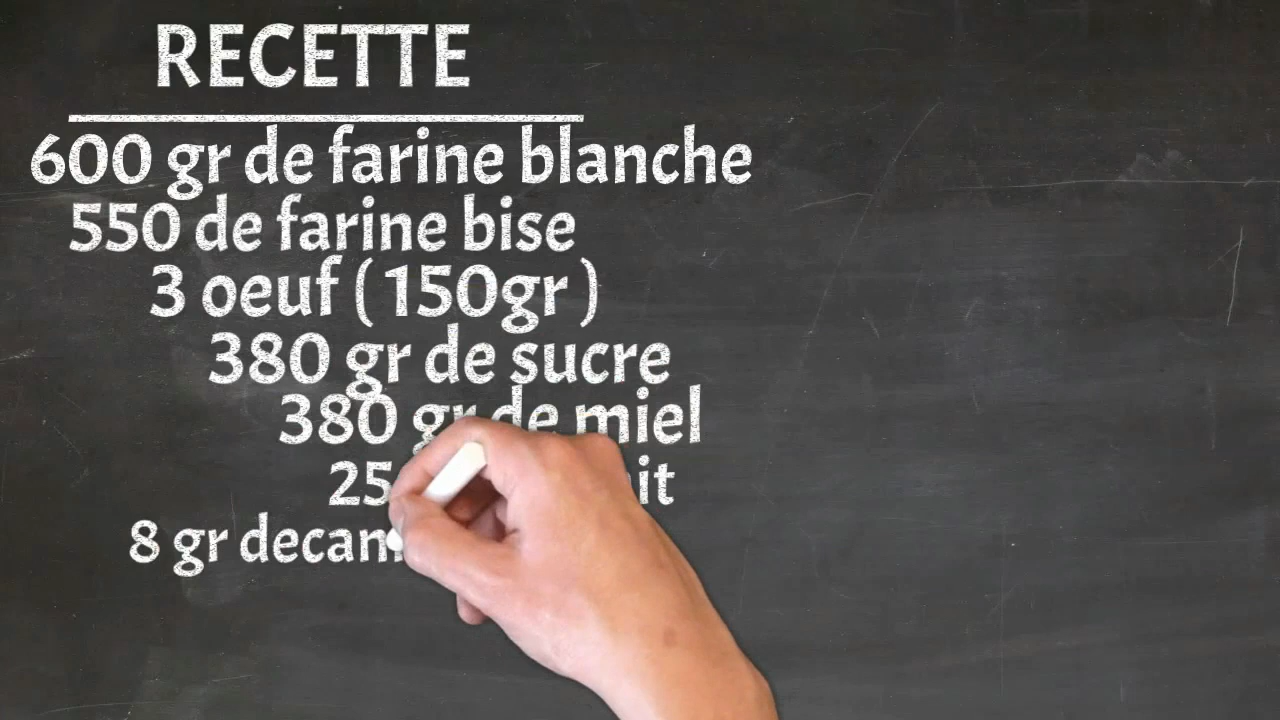 RECETTE
600 gr de farine blanche
550 de farine bise
3 oeuf ( 150gr )
380 gr de sucre
380 gr de miel
8 gr